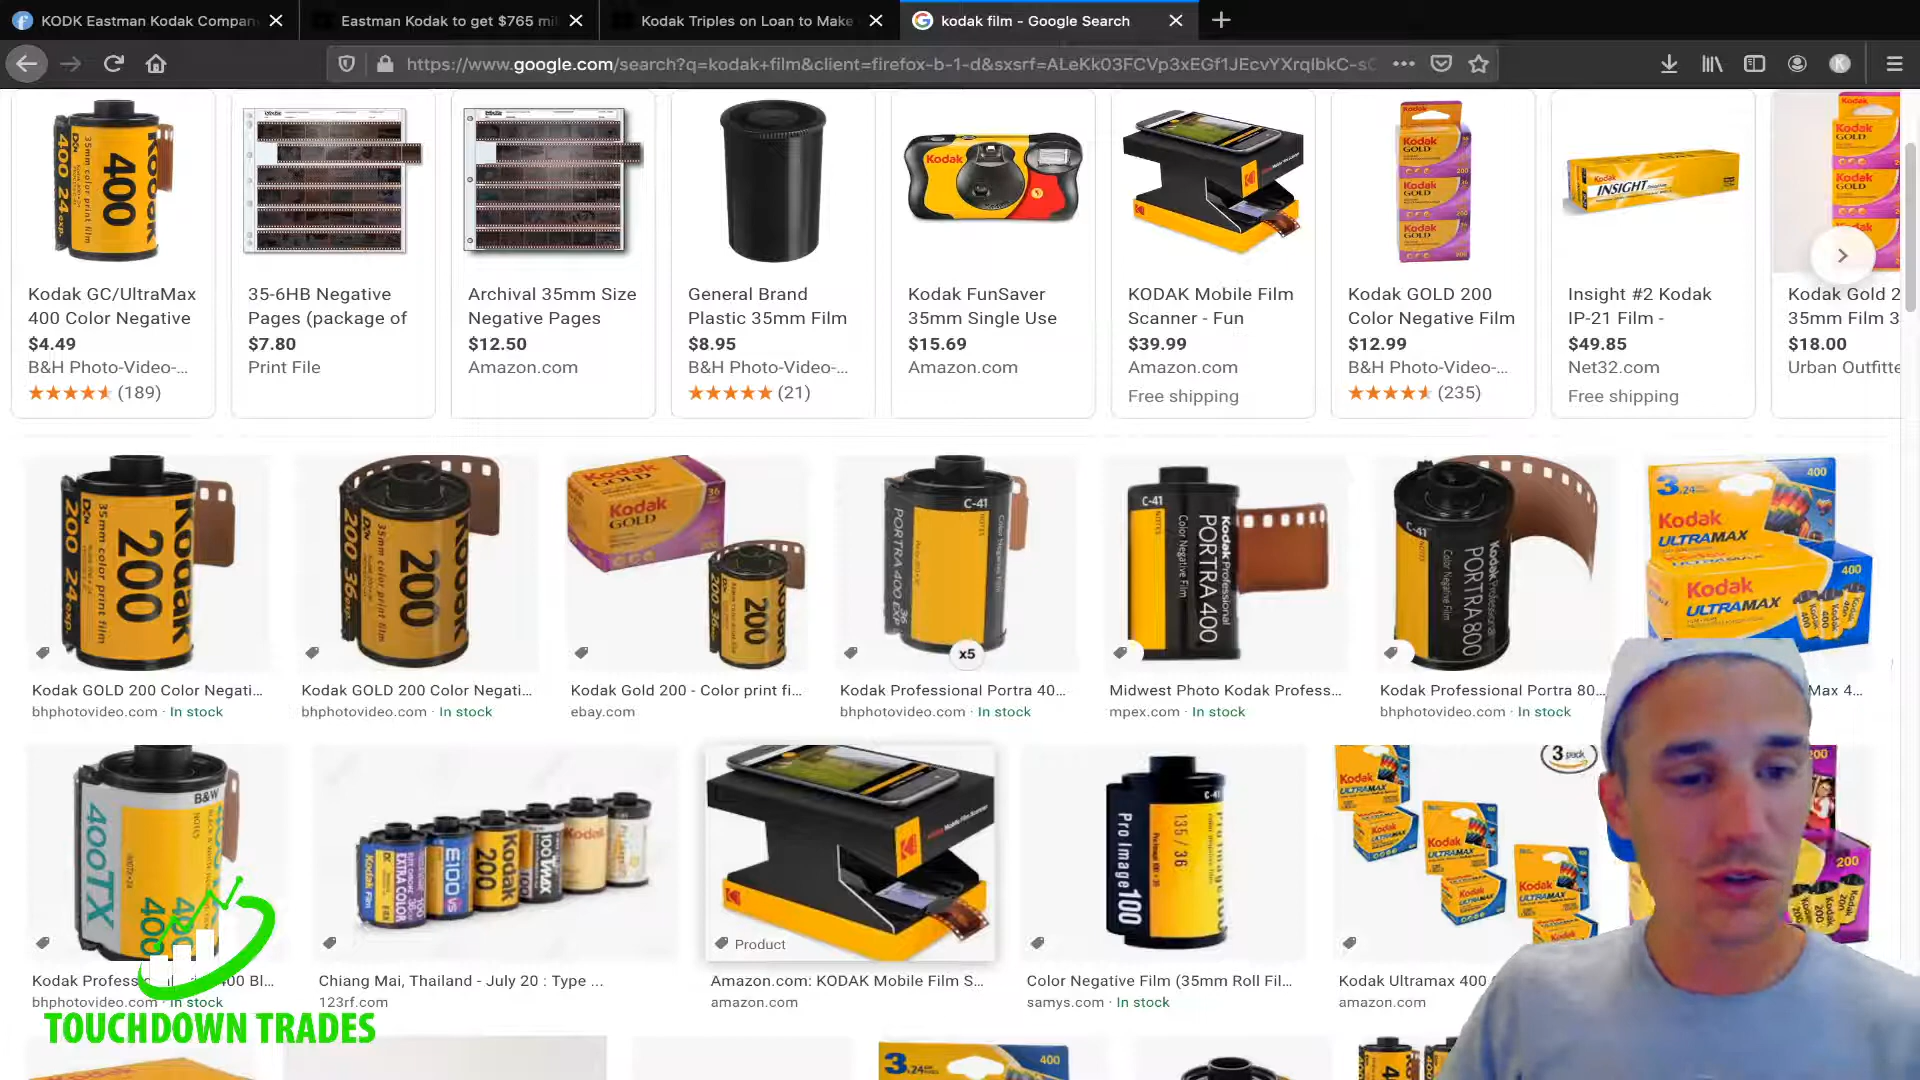 KODK Eastman Kodak Compan
Eastman Kodak to get $765 mil
Kodak Triples on Loan to Make
kodak film - Google Search
https://www.google.com/search?q=kodak+film&client=firefox-b-1-d&sxsrf=ALeKk03FCVp3xEGf1JEcvYXrqlbkC-sC
Kodak GC/UltraMax
400 Color Negative
$4.49
B&H Photo-Video-...
(189)
35-6HB Negative
Pages (package of
$7.80
Print File
Archival 35mm Size
Negative Pages
$12.50
Amazon.com
General Brand
Plastic 35mm Film
$8.95
B&H Photo-Video-...
(21)
Kodak FunSaver
35mm Single Use
$15.69
Amazon.com
KODAK Mobile Film
Scanner - Fun
$39.99
Amazon.com
Free shipping
Kodak GOLD 200
Color Negative Film
$12.99
B&H Photo-Video-...
(235)
Insight #2 Kodak
IP-21 Film -
$49.85
Net32.com
Free shipping
Kodak Gold 2
35mm Film 3
$18.00
Urban Outfitte
x5
Kodak GOLD 200 Color Negati...
bhphotovideo.com · In stock
Kodak GOLD 200 Color Negati...
bhphotovideo.com · In stock
Kodak Gold 200 - Color print fi...
ebay.com
Kodak Professional Portra 40...
bhphotovideo.com · In stock
Midwest Photo Kodak Profess...
mpex.com · In stock
Kodak Professional Portra 80...
bhphotovideo.com · In stock
Max 4...
Product
3 pack
Kodak Profess
400 Bl...
bhphotovideo.com · In stock
Chiang Mai, Thailand - July 20 : Type ...
123rf.com
Amazon.com: KODAK Mobile Film S...
amazon.com
Color Negative Film (35mm Roll Fil...
samys.com · In stock
Kodak Ultramax 400
amazon.com
TOUCHDOWN TRADES